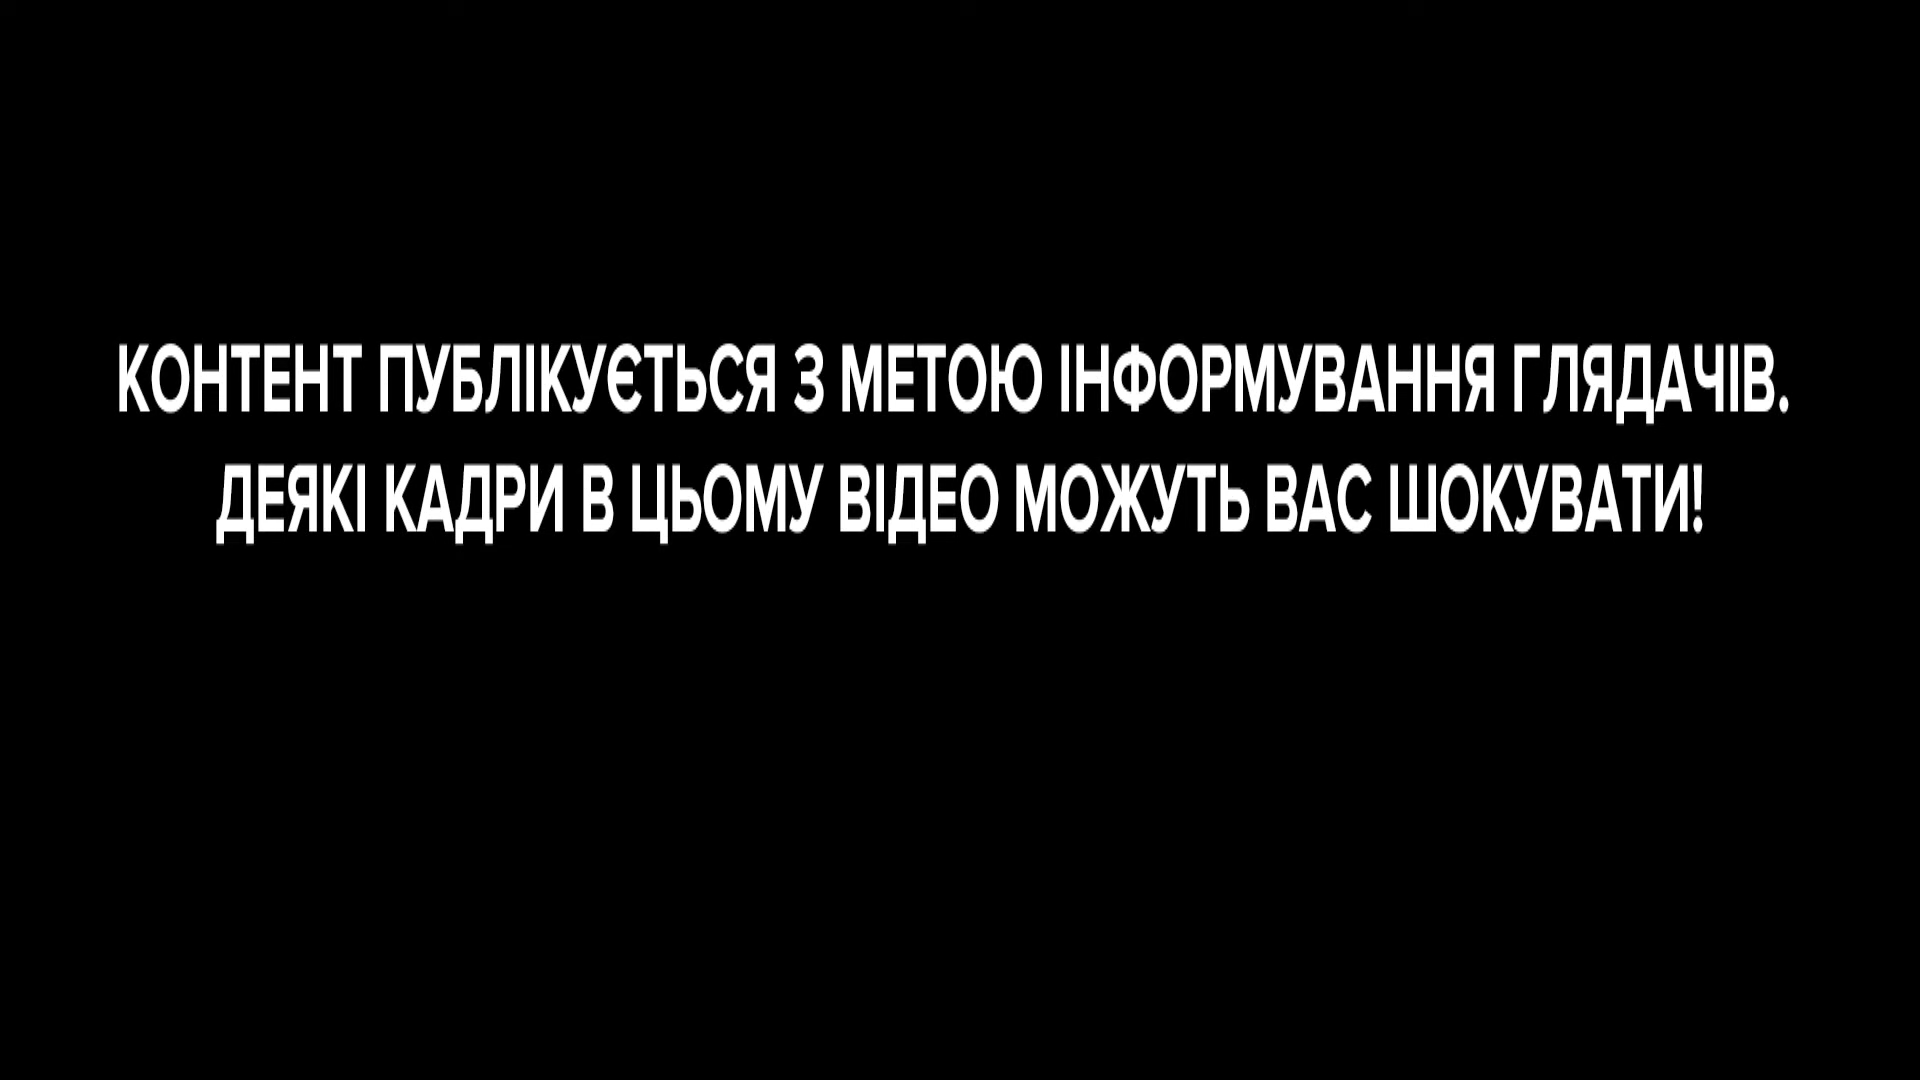 КОНТЕНТ ПУБЛІКУЄТЬСЯ З МЕТОЮ ІНФОРМУВАННЯ ГЛЯДАЧІВ.
ДЕЯКІ КАДРИ В ЦЬОМУ ВІДЕО МОЖУТЬ ВАС ШОКУВАТИ!